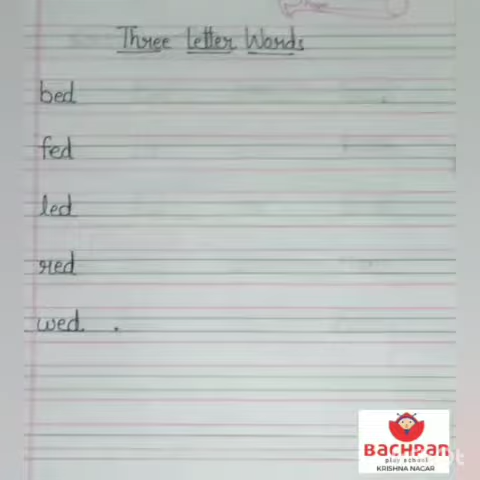 Three Letter Words
bed
fed
led
red
wed.
BACHPAN
play school
KRISHNA NAGAR